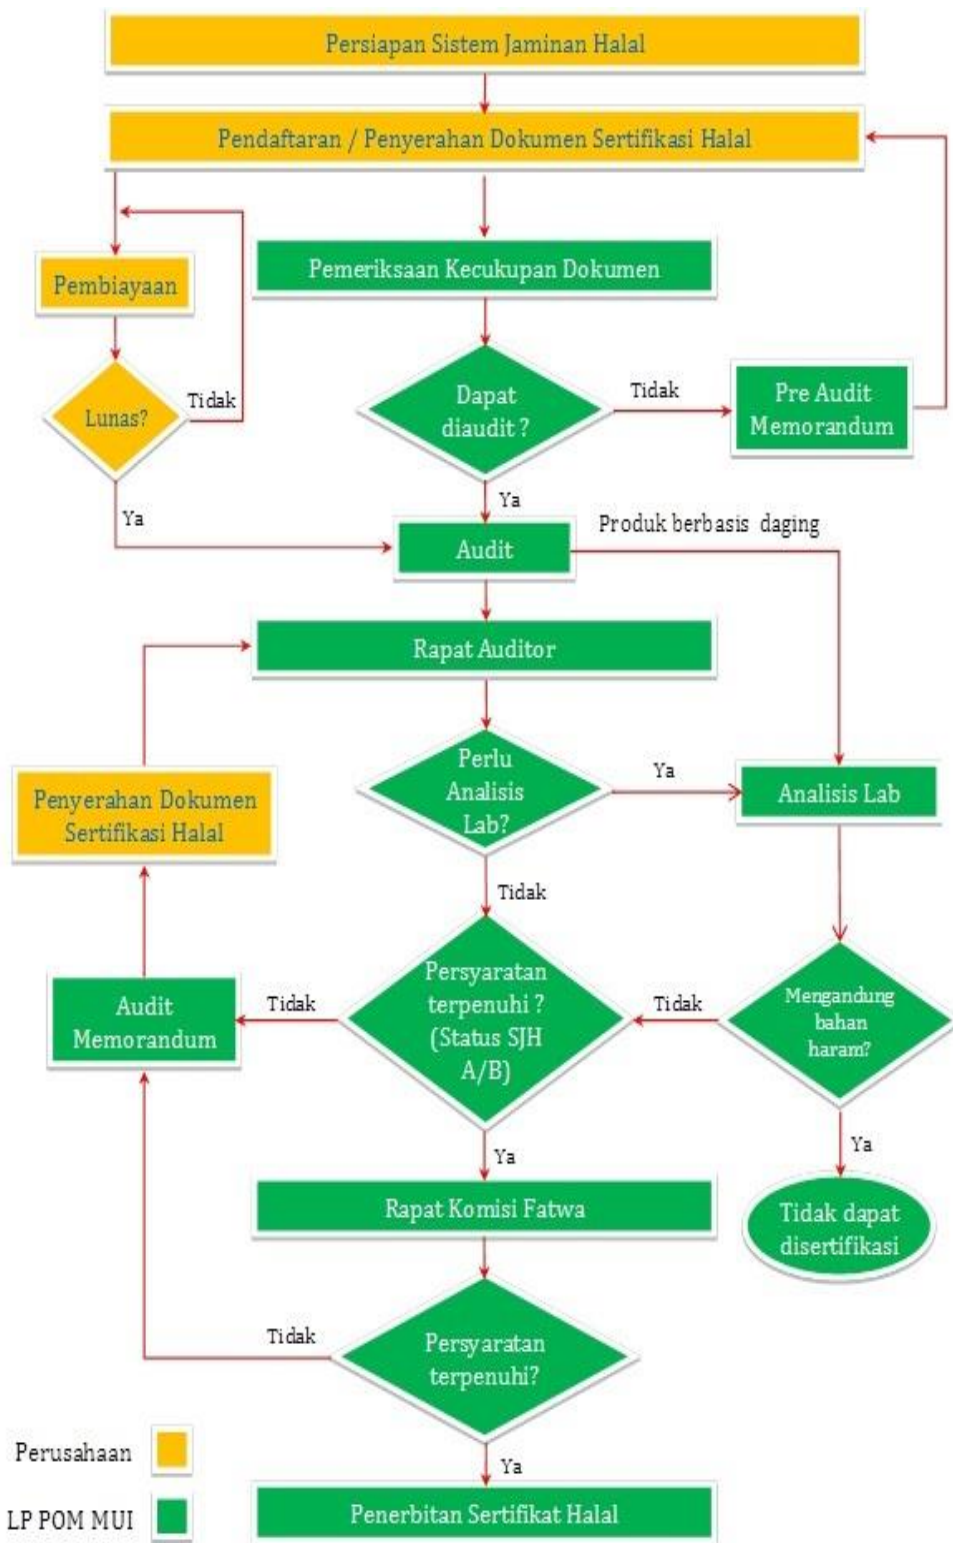 Persiapan Sistem Jaminan Halal
Pendaftaran / Penyerahan Dokumen Sertifikasi Halal
Pembiayaan
Pemeriksaan Kecukupan Dokumen
Lunas?
Tidak
Dapat
diaudit ?
Tidak
Pre Audit
Memorandum
Ya
Ya
Audit
Produk berbasis daging
Rapat Auditor
Perlu
Analisis
Lab?
Ya
Analisis Lab
Penyerahan Dokumen
Sertifikasi Halal
Tidak
Persyaratan
terpenuhi ?
(Status SJH
A/B)
Tidak
Audit
Memorandum
Tidak
Mengandung
bahan
haram?
Ya
Ya
Rapat Komisi Fatwa
Tidak dapat
disertifikasi
Tidak
Persyaratan
terpenuhi?
Ya
Penerbitan Sertifikat Halal
Perusahaan
LP POM MUI